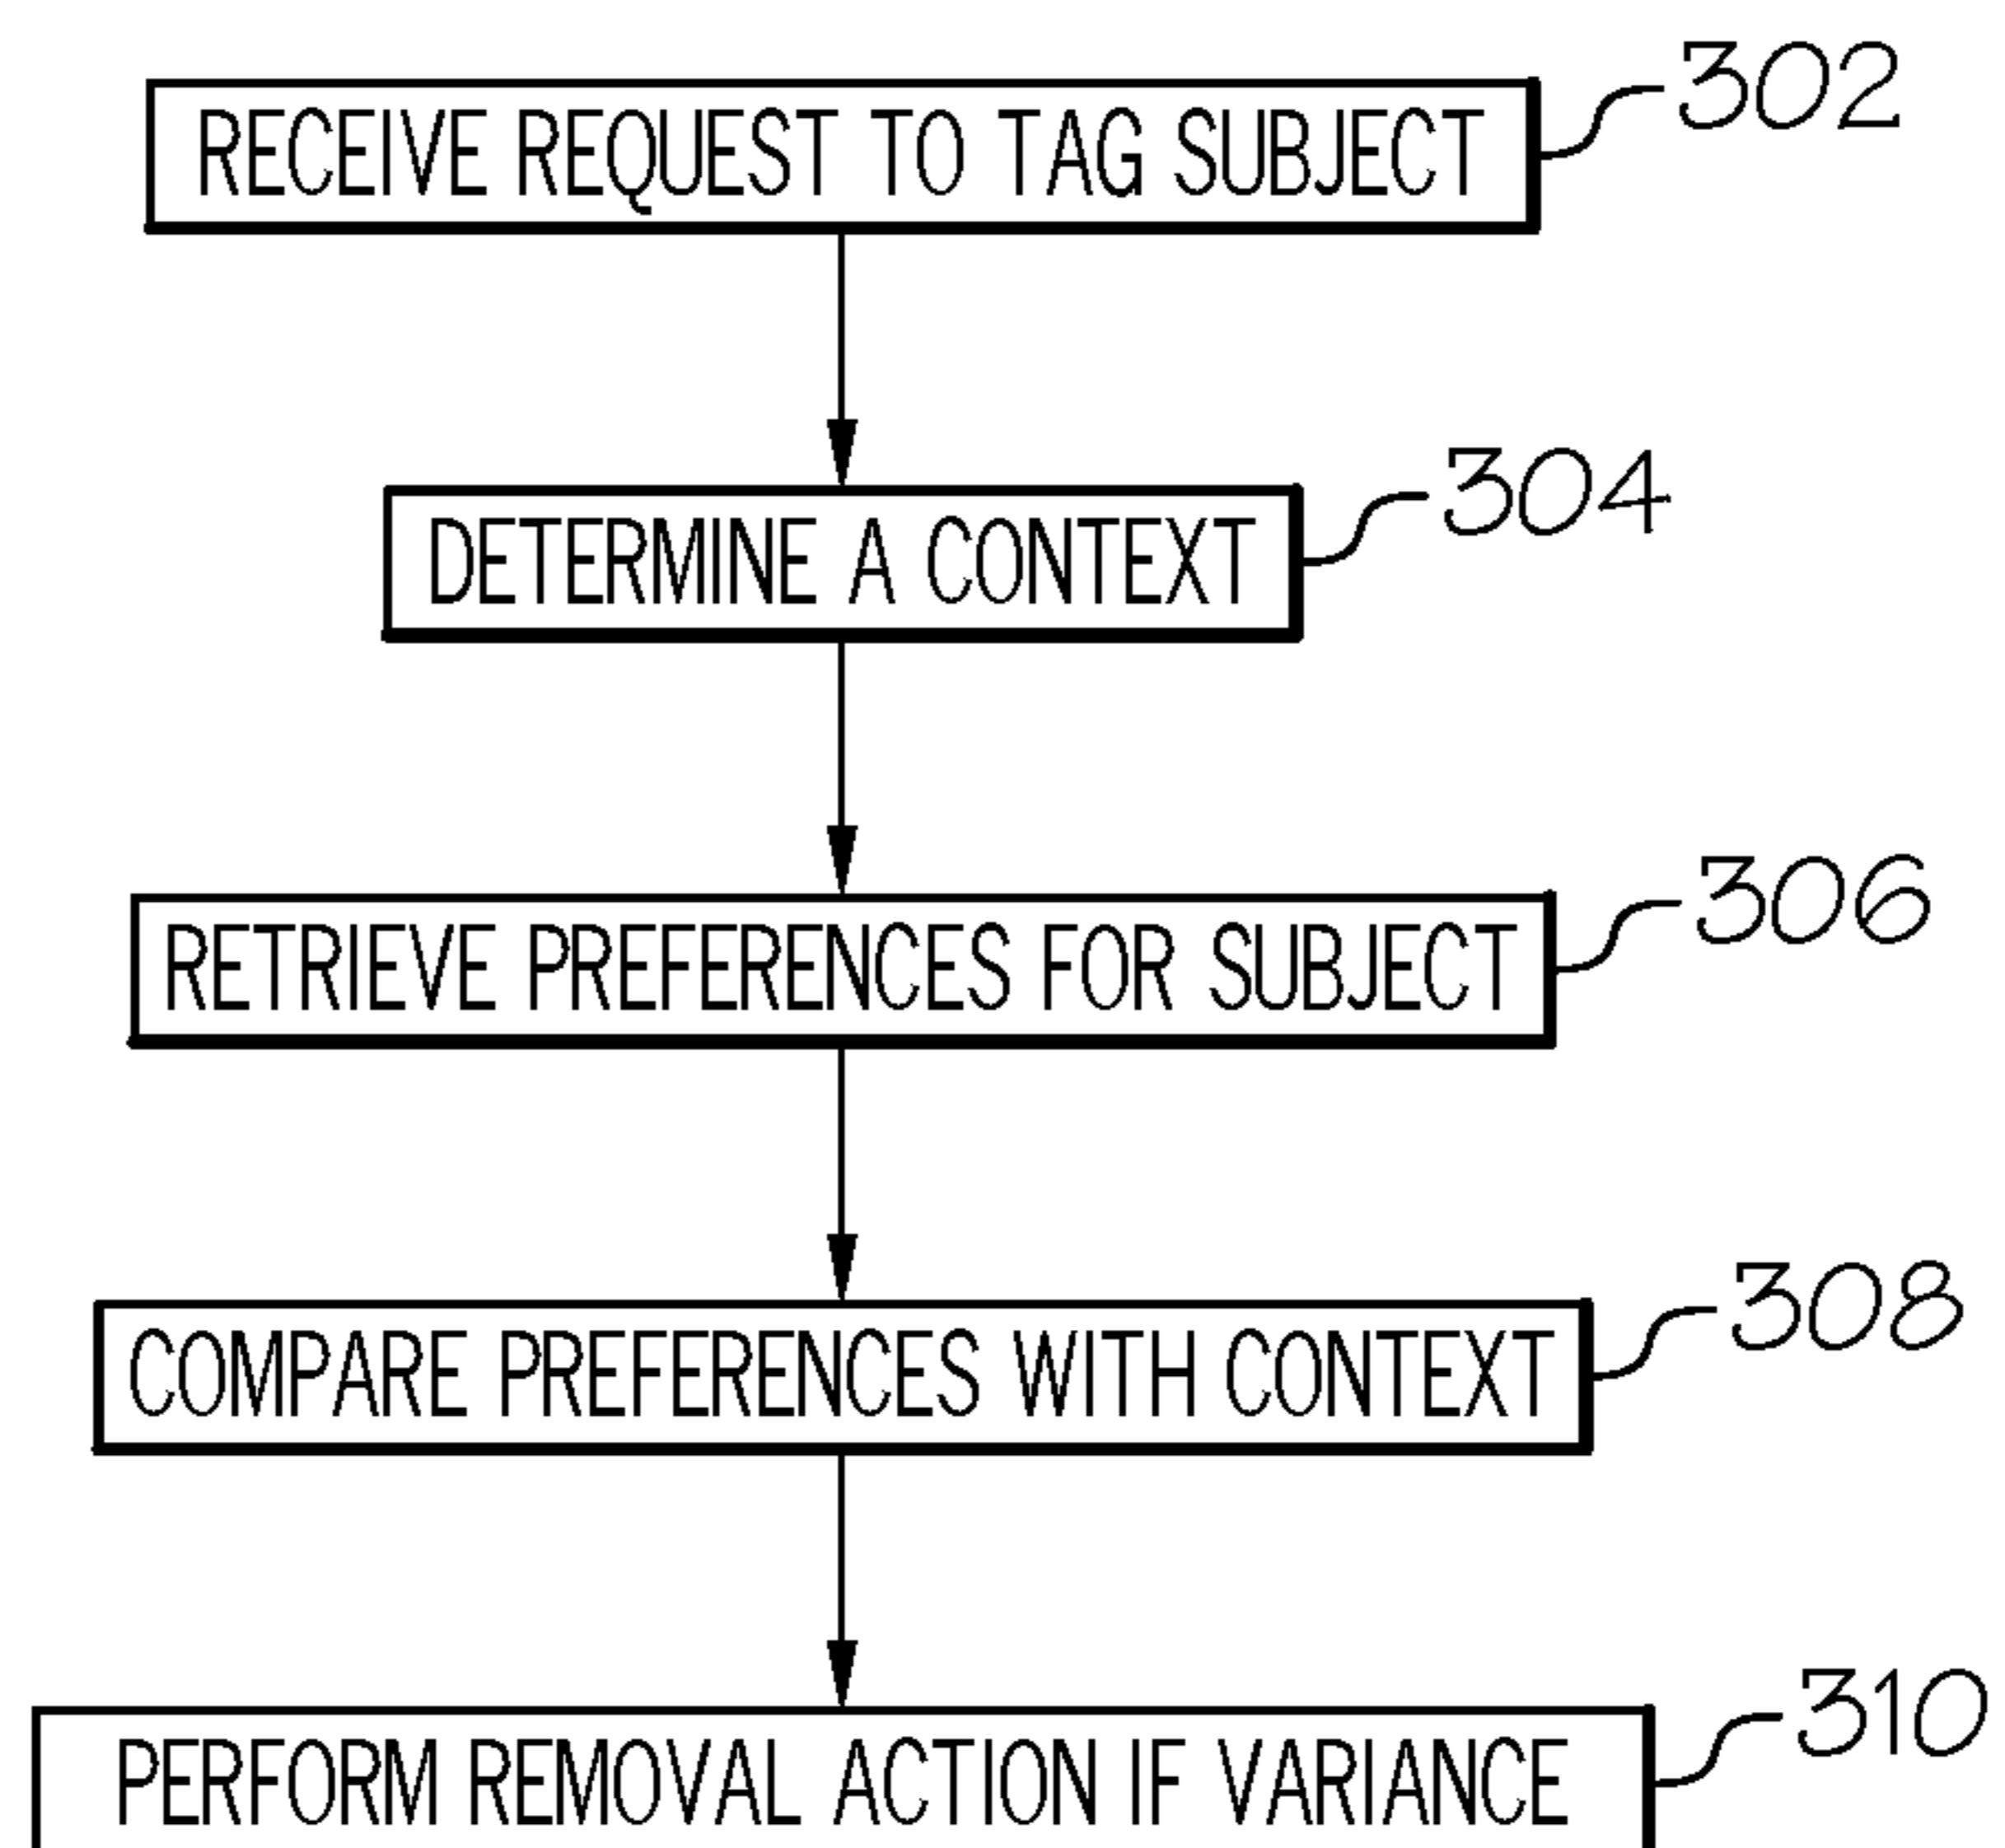 RECEIVE REQUEST TO TAG SUBJECT
302
DETERMINE A CONTEXT
304
RETRIEVE PREFERENCES FOR SUBJECT
306
COMPARE PREFERENCES WITH CONTEXT
308
PERFORM REMOVAL ACTION IF VARIANCE
310